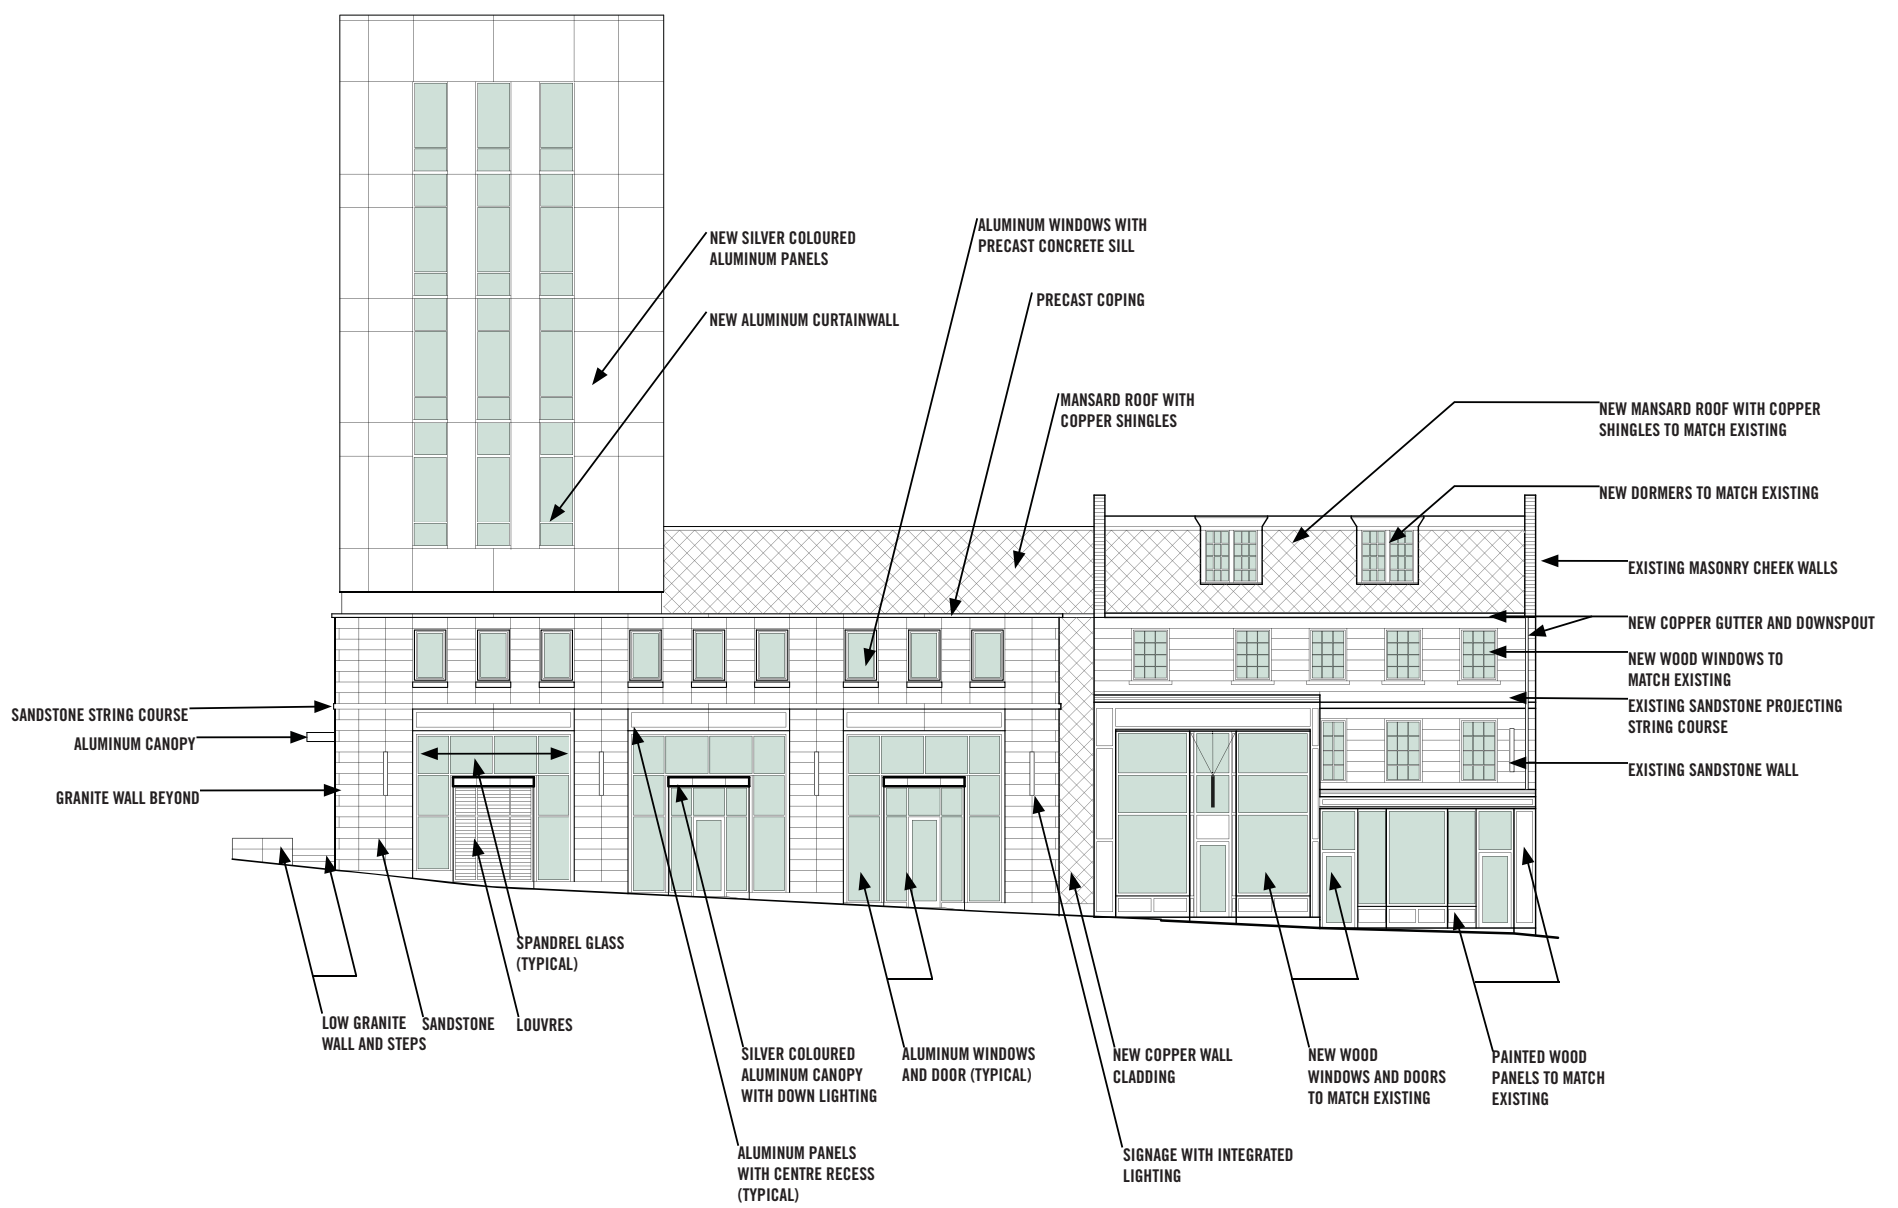 NEW SILVER COLOURED
ALUMINUM PANELS
NEW ALUMINUM CURTAINWALL
ALUMINUM WINDOWS WITH
PRECAST CONCRETE SILL
PRECAST COPING
MANSARD ROOF WITH
COPPER SHINGLES
NEW MANSARD ROOF WITH COPPER
SHINGLES TO MATCH EXISTING
NEW DORMERS TO MATCH EXISTING
EXISTING MASONRY CHEEK WALLS
NEW COPPER GUTTER AND DOWNSPOUT
NEW WOOD WINDOWS TO
MATCH EXISTING
EXISTING SANDSTONE PROJECTING
STRING COURSE
EXISTING SANDSTONE WALL
SANDSTONE STRING COURSE
ALUMINUM CANOPY
GRANITE WALL BEYOND
SPANDREL GLASS
(TYPICAL)
LOW GRANITE
WALL AND STEPS
SANDSTONE
LOUVRES
SILVER COLOURED
ALUMINUM CANOPY
WITH DOWN LIGHTING
ALUMINUM WINDOWS
AND DOOR (TYPICAL)
NEW COPPER WALL
CLADDING
NEW WOOD
WINDOWS AND DOORS
TO MATCH EXISTING
PAINTED WOOD
PANELS TO MATCH
EXISTING
ALUMINUM PANELS
WITH CENTRE RECESS
(TYPICAL)
SIGNAGE WITH INTEGRATED
LIGHTING